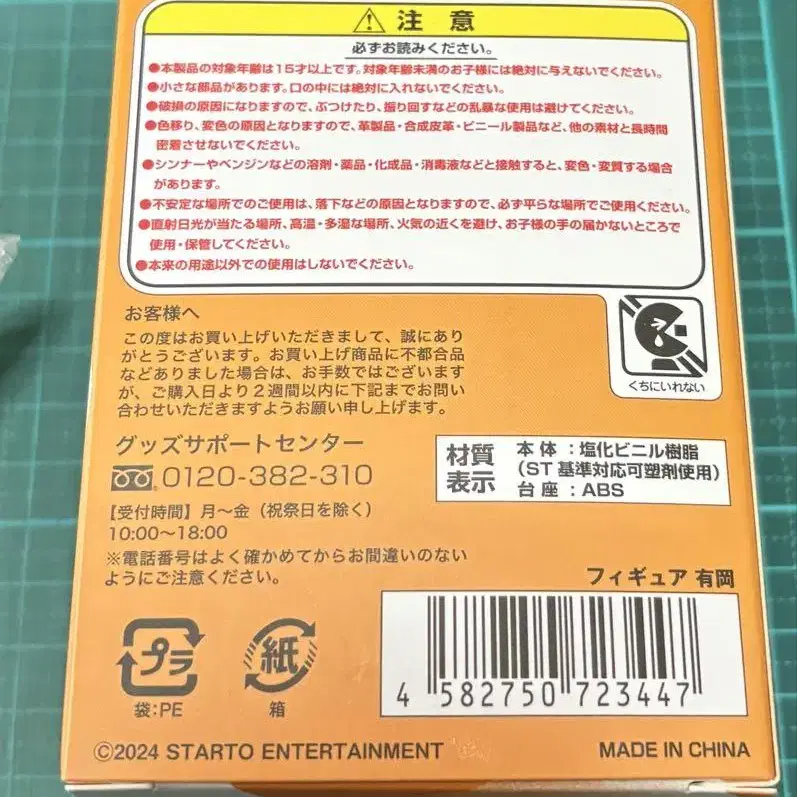 注意
必ずお読みください。
●本製品の対象年齢は15才以上です。対象年齢未満のお子様には絶対に与えないでください。
●小さな部品があります。口の中には絶対に入れないでください。
●破損の原因になりますので、ぶつけたり、振り回すなどの乱暴な使用は避けてください。
●色移り、変色の原因となりますので、革製品・合成皮革・ビニール製品など、他の素材と長時間
密着させないでください。
●シンナーやベンジンなどの溶剤・薬品・化成品・消毒液などと接触すると、変色・変質する場合
があります。
●不安定な場所でのご使用は、落下などの原因となりますので、必ず平らな場所でご使用ください。
●直射日光が当たる場所、高温・多湿な場所、火気の近くを避け、お子様の手の届かないところで
使用・保管してください。
●本来の用途以外での使用はしないでください。
お客様へ
この度はお買い上げいただきまして、誠にあり
がとうございます。お買い上げ商品に不都合品
などありました場合は、お手数ではございます
が、ご購入日より2週間以内に下記までお問い
合わせいただきますようお願い申し上げます。
くちにいれない
グッズサポートセンター
0120-382-310
【受付時間】月〜金（祝祭日を除く）
10:00〜18:00
※電話番号はよく確かめてからお間違いのない
ようにご注意ください。
材質
表示
本体：塩化ビニル樹脂
（ST基準対応可塑剤使用）
台座：ABS
フィギュア 有岡
プラ
袋:PE
紙
箱
4 582750 723447
©2024 STARTO ENTERTAINMENT
MADE IN CHINA